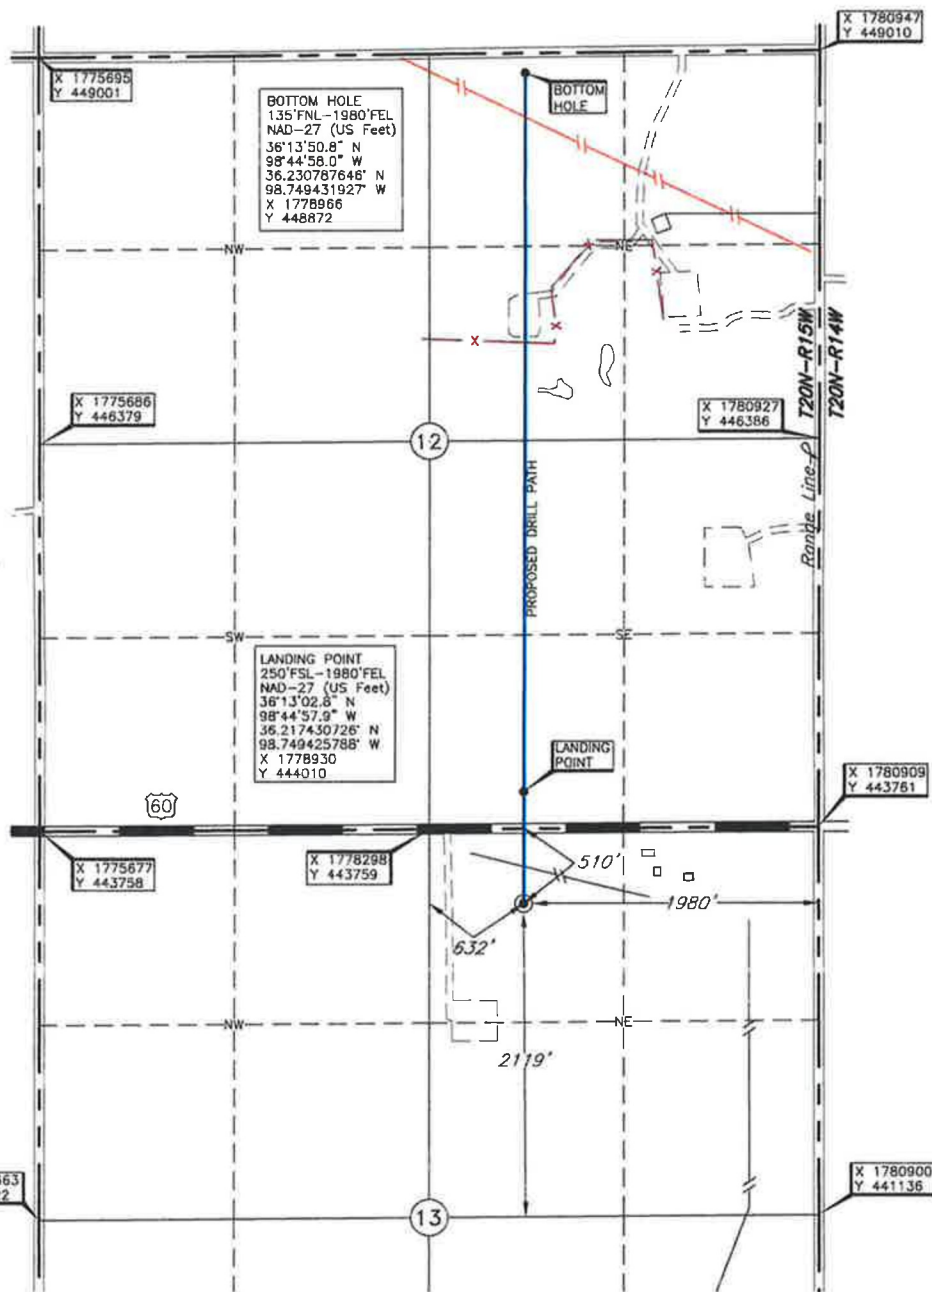 X 1780947
Y 449010
X 1775695
Y 449001
BOTTOM HOLE
135'FNL-1980'FEL
NAD-27 (US Feet)
36°13'50.8" N
98°44'58.0" W
36.230787646° N
98.749431927° W
X 1778966
Y 448872
BOTTOM
HOLE
NW
NE
X
X
X
X
T20N-R15W
T20N-R14W
X 1775686
Y 446379
X 1780927
Y 446386
12
PROPOSED DRILL PATH
Range Line
SW
SE
LANDING POINT
250'FSL-1980'FEL
NAD-27 (US Feet)
36°13'02.8" N
98°44'57.9" W
36.217430726° N
98.749425788° W
X 1778930
Y 444010
LANDING
POINT
60
X 1780909
Y 443761
X 1775677
Y 443758
X 1778298
Y 443759
510'
1980'
632'
NW
NE
2119'
63
2
13
X 1780900
Y 441136